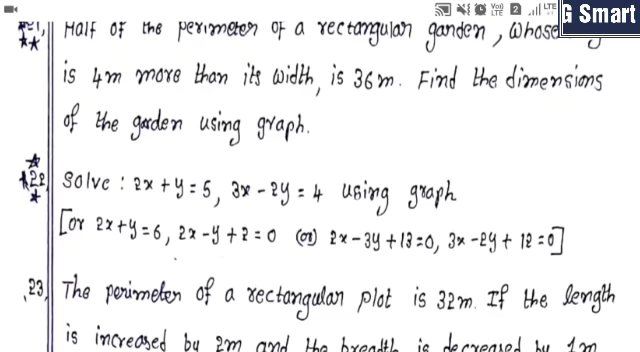 G Smart
Half of the perimeter of a rectangular garden, whose
is 4m more than its width, is 36m. Find the dimensions
of the garden using graph.
22, Solve : 2x + y = 5, 3x - 2y = 4 using graph
[or 2x+y=6, 2x-y+2=0 (or) 2x-3y+13=0, 3x-2y+12=0]
23, The perimeter of a rectangular plot is 32m. If the length
is increased by 2m and the breadth is decreased by 1m